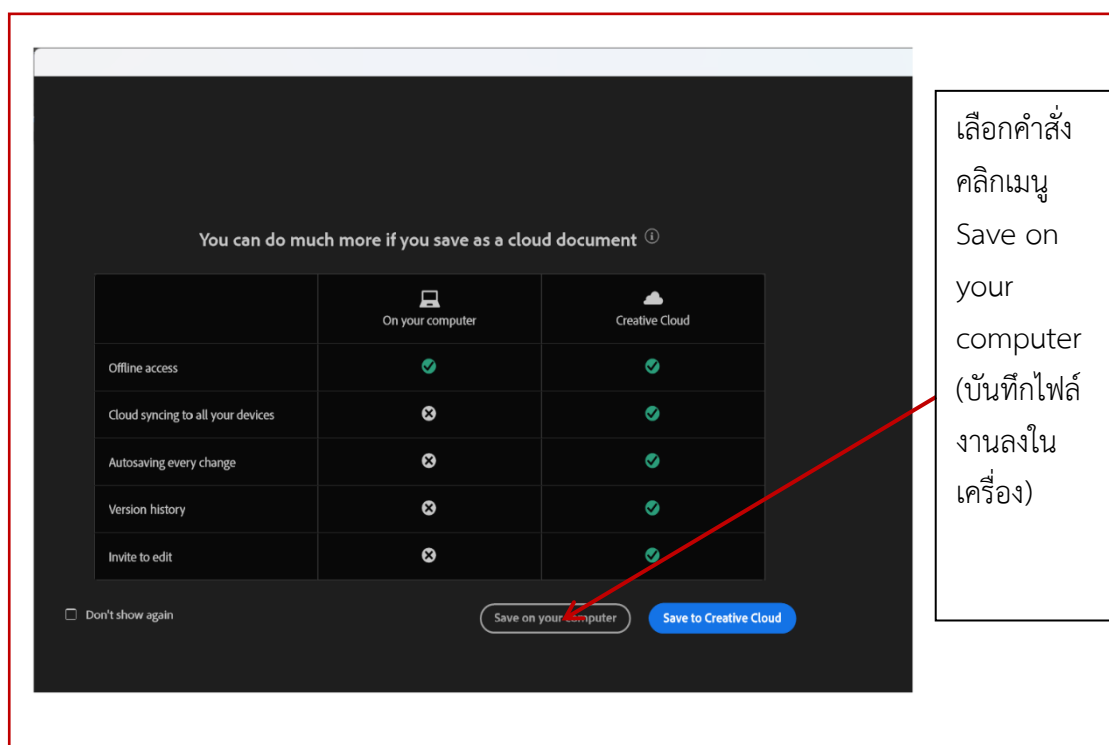 You can do much more if you save as a cloud document
On your computer
Creative Cloud
Offline access
Cloud syncing to all your devices
Autosaving every change
Version history
Invite to edit
Don't show again
Save on your computer
Save to Creative Cloud
เลือกคำสั่ง
คลิกเมนู
Save on
your
computer
(บันทึกไฟล์
งานลงใน
เครื่อง)